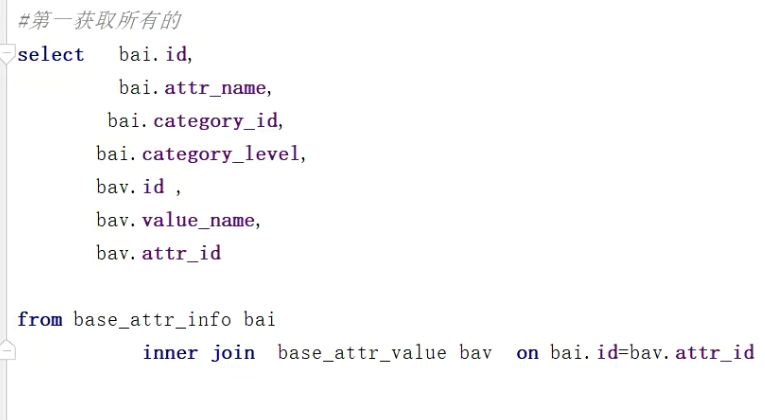 #第一获取所有的
select   bai.id,
bai.attr_name,
bai.category_id,
bai.category_level,
bav.id ,
bav.value_name,
bav.attr_id
from base_attr_info bai
inner join  base_attr_value bav  on bai.id=bav.attr_id